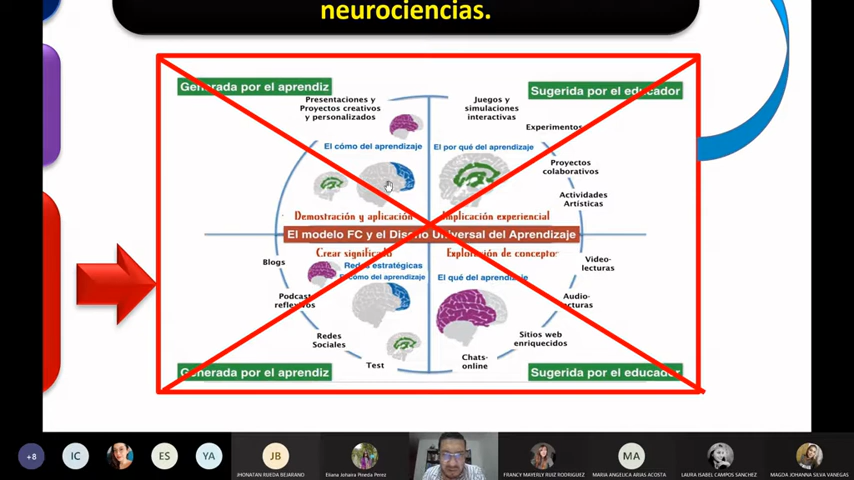 neurociencias.
Generada por el aprendiz
Sugerida por el educador
Presentaciones y
Proyectos creativos
y personalizados
Juegos y
simulaciones
interactivas
Experimentos
El cómo del aprendizaje
El por qué del aprendizaje
Proyectos
colaborativos
Actividades
Artísticas
Demostración y aplicación
Implicación experiencial
El modelo FC y el Diseño Universal del Aprendizaje
Crear significado
Exploración de concepto
Blogs
Redes estratégicas
El como del aprendizaje
El qué del aprendizaje
Video-
lecturas
Podcast
reflexivos
Audio-
lecturas
Redes
Sociales
Sitios web
enriquecidos
Test
Chats-
online
Generada por el aprendiz
Sugerida por el educador
+8
IC
ES
YA
JB
MA
JHONATAN RUEDA BEJARANO
Eliana Johaira Pineda Perez
FRANCY MAYERLY RUIZ RODRIGUEZ
MARIA ANGELICA ARIAS ACOSTA
LAURA ISABEL CAMPOS SANCHEZ
MAGDA JOHANNA SILVA VANEGAS